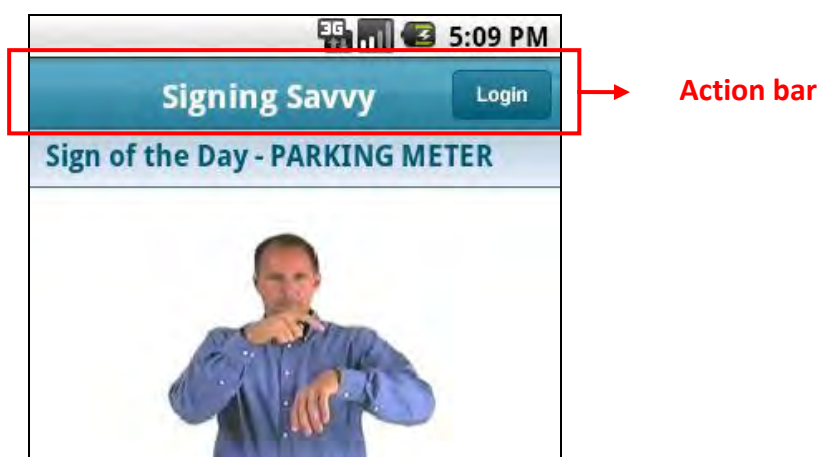 3G 5:09 PM
Signing Savvy Login Action bar
Sign of the Day - PARKING METER